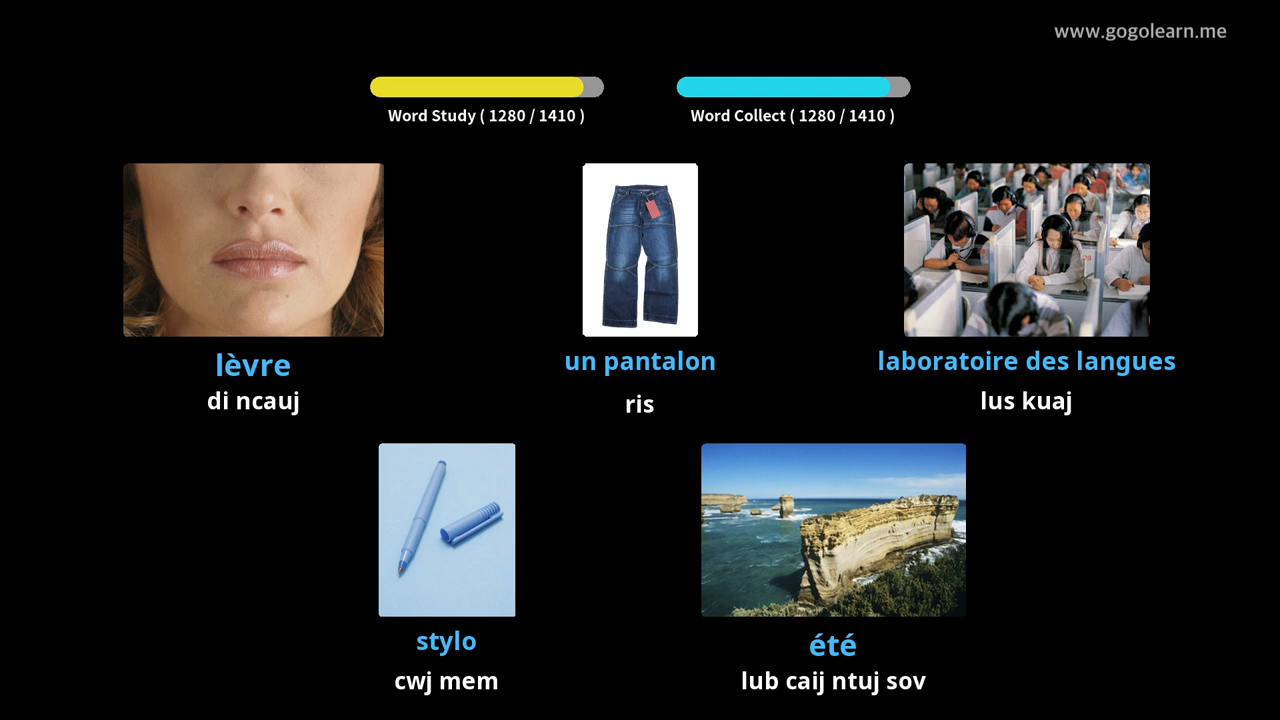 www.gogolearn.me
Word Study ( 1280 / 1410 )
Word Collect ( 1280 / 1410 )
lèvre
di ncauj
un pantalon
ris
laboratoire des langues
lus kuaj
stylo
cwj mem
été
lub caij ntuj sov